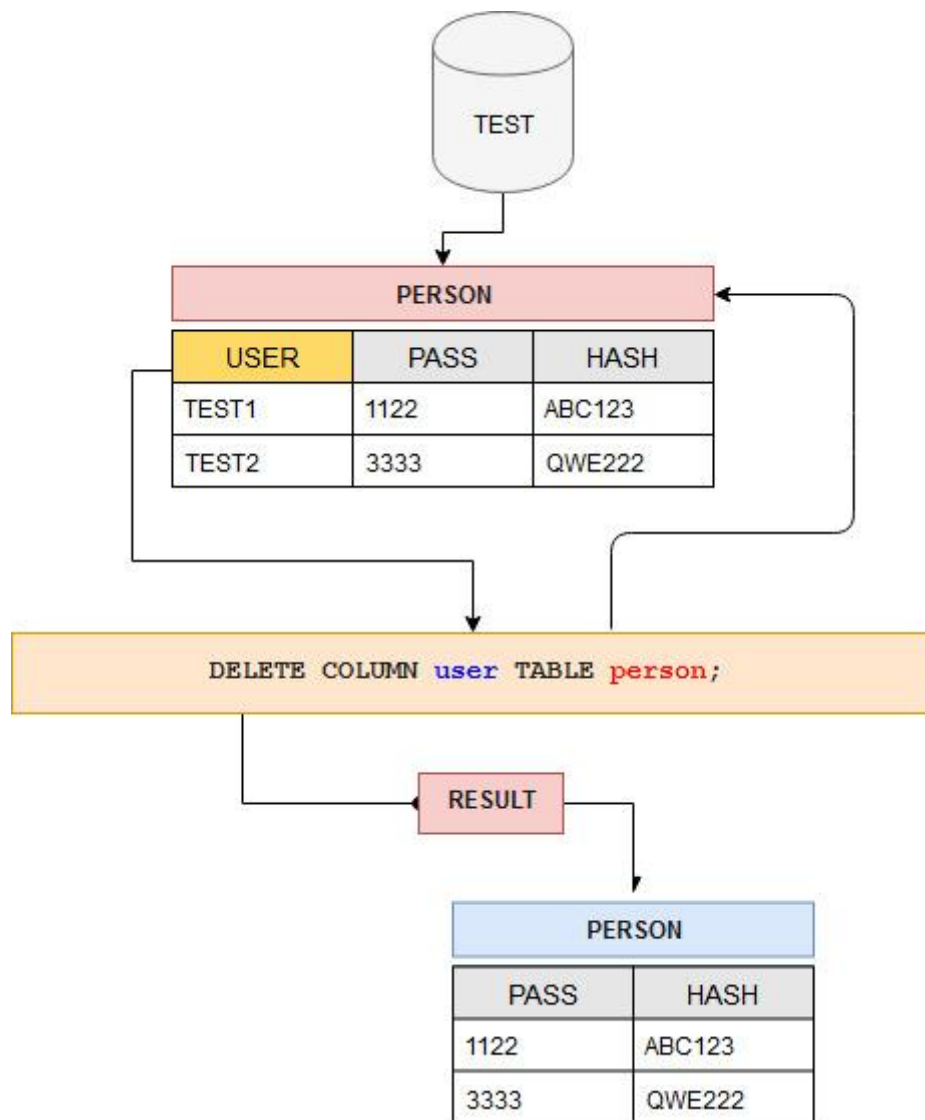 TEST
PERSON
USER PASS HASH
TEST1 1122 ABC123
TEST2 3333 QWE222
DELETE COLUMN user TABLE person;
RESULT
PERSON
PASS HASH
1122 ABC123
3333 QWE222